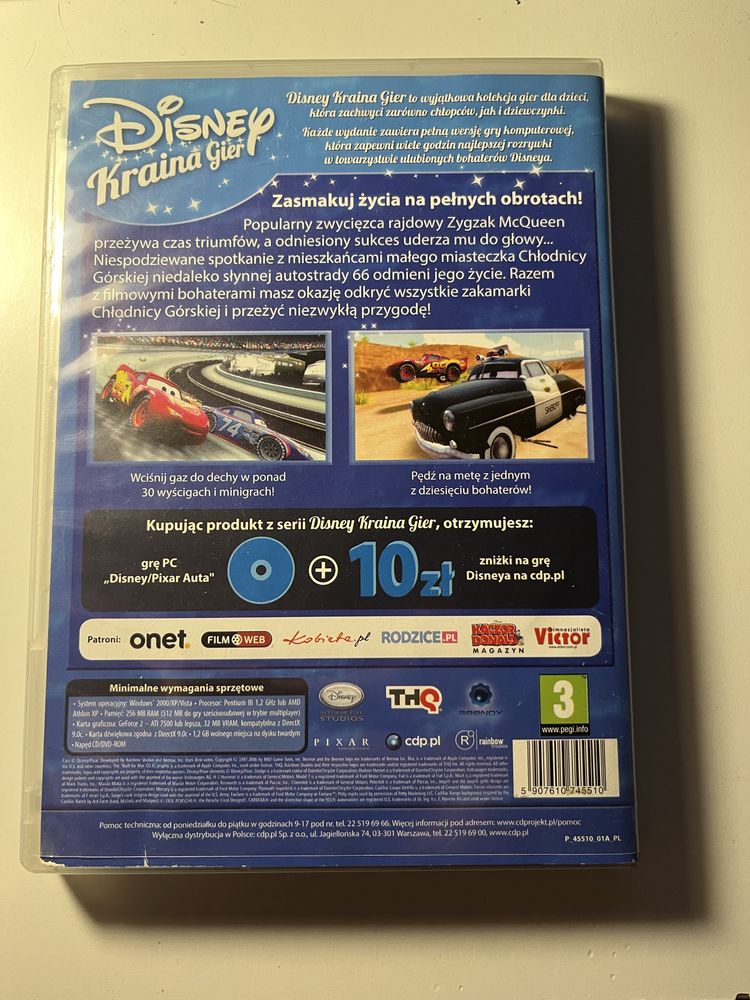 Disney
Kraina Gier
Disney Kraina Gier to wyjątkowa kolekcja gier dla dzieci,
która zachwyci zarówno chłopców, jak i dziewczynki.
Każde wydanie zawiera pełną wersję gry komputerowej,
która zapewni wiele godzin najlepszej rozrywki
w towarzystwie ulubionych bohaterów Disneya.
Zasmakuj życia na pełnych obrotach!
Popularny zwycięzca rajdowy Zygzak McQueen
przeżywa czas triumfów, a odniesiony sukces uderza mu do głowy...
Niespodziewane spotkanie z mieszkańcami małego miasteczka Chłodnicy
Górskiej niedaleko słynnej autostrady 66 odmieni jego życie. Razem
z filmowymi bohaterami masz okazję odkryć wszystkie zakamarki
Chłodnicy Górskiej i przeżyć niezwykłą przygodę!
74
SHERIFF
Wciśnij gaz do dechy w ponad
30 wyścigach i minigrach!
Pędź na metę z jednym
z dziesięciu bohaterów!
Kupując produkt z serii Disney Kraina Gier, otrzymujesz:
grę PC
„Disney/Pixar Auta"
+
10 zł
zniżki na grę
Disneya na cdp.pl
Patroni: onet. FILMWEB Kobieta.pl RODZICE.PL KACZOR DONALD MAGAZYN Victor
Minimalne wymagania sprzętowe
• System operacyjny: Windows® 2000/XP/Vista • Procesor: Pentium III 1,2 GHz lub AMD
Athlon XP • Pamięć: 256 MB RAM (512 MB do gry sześcioosobowej w trybie multiplayer)
• Karta graficzna: GeForce 2 – ATI 7500 lub lepsza, 32 MB VRAM, kompatybilna z DirectX
9.0c • Karta dźwiękowa zgodna z DirectX 9.0c • 1,2 GB wolnego miejsca na dysku twardym
• Napęd CD/DVD-ROM
Disney
INTERACTIVE
STUDIOS
THQ
BEENOX
PIXAR
cdp.pl
rainbow
3
www.pegi.info
5 907610 745510
Pomoc techniczna: od poniedziałku do piątku w godzinach 9-17 pod nr. tel. 22 519 69 66. Więcej informacji pod adresem: www.cdprojekt.pl/pomoc
Wyłączna dystrybucja w Polsce: cdp.pl Sp. z o.o., ul. Jagiellońska 74, 03-301 Warszawa, tel. 22 519 69 00, www.cdp.pl
P_45510_01A_PL